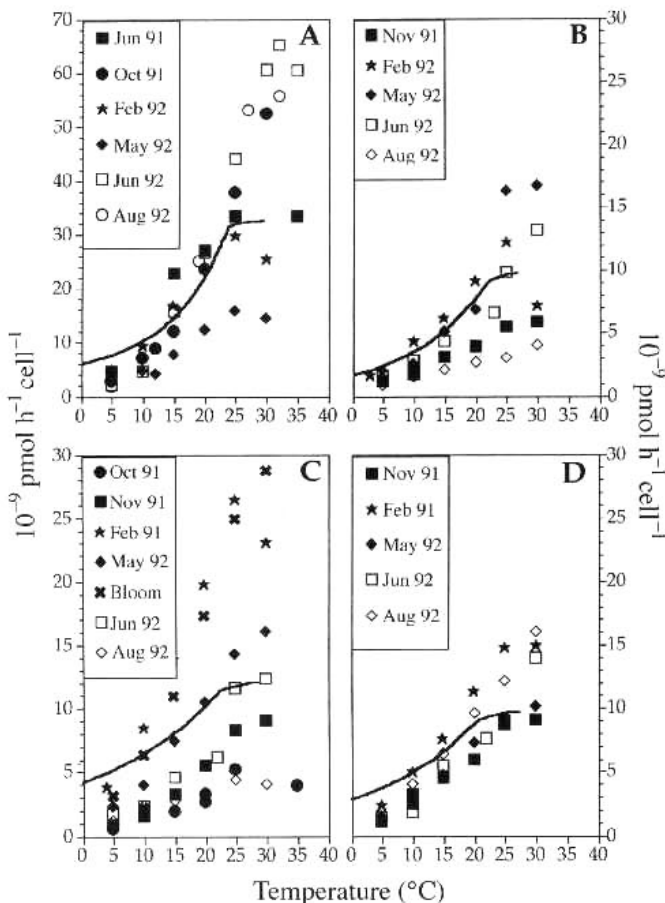 70
60
50
40
30
20
10
0
A
Jun 91
Oct 91
Feb 92
May 92
Jun 92
Aug 92
0 5 10 15 20 25 30 35 40
30
25
20
15
10
5
0
B
Nov 91
Feb 92
May 92
Jun 92
Aug 92
0 5 10 15 20 25 30 35 40
10⁻⁹ pmol h⁻¹ cell⁻¹
10⁻⁹ pmol h⁻¹ cell⁻¹
30
25
20
15
10
5
0
C
Oct 91
Nov 91
Feb 91
May 92
Bloom
Jun 92
Aug 92
0 5 10 15 20 25 30 35 40
30
25
20
15
10
5
0
D
Nov 91
Feb 91
May 92
Jun 92
Aug 92
0 5 10 15 20 25 30 35 40
Temperature (°C)